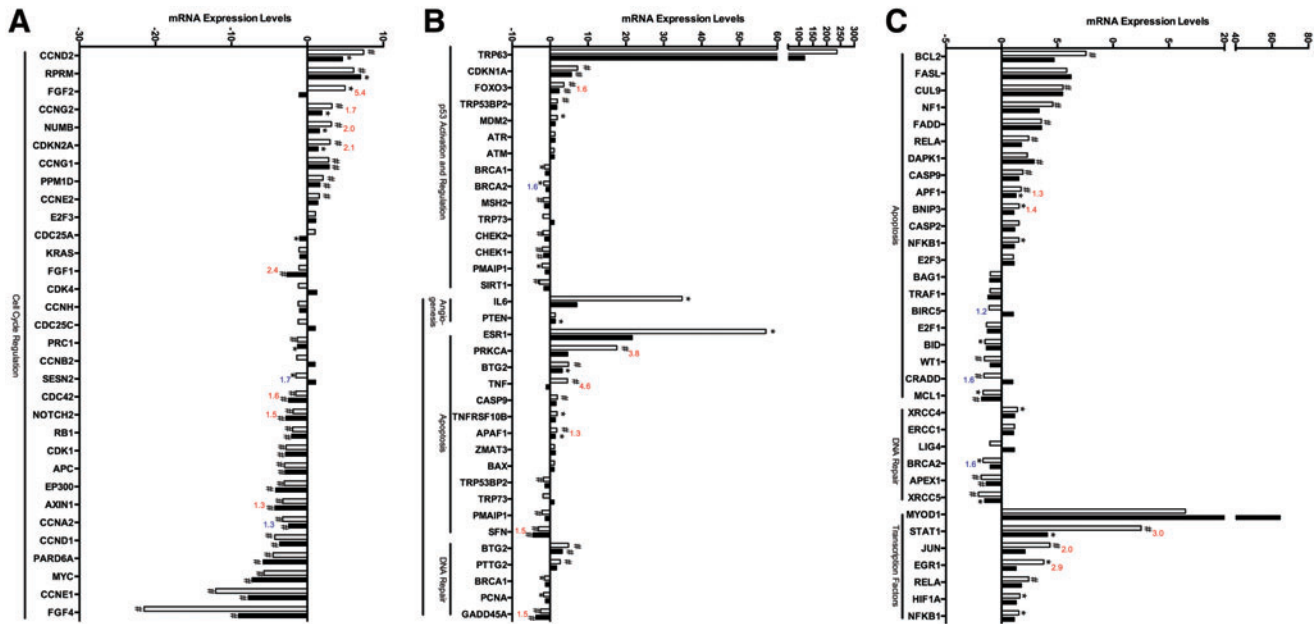 A
mRNA Expression Levels
-30
-20
-10
0
10
Cell Cycle Regulation
CCND2 # *
RPRM # *
FGF2 * 5.4
CCNG2 # * 1.7
NUMB # * 2.0
CDKN2A # * 2.1
CCNG1 # #
PPM1D # #
CCNE2 #
E2F3
CDC25A *
KRAS
FGF1 2.4 #
CDK4
CCNH
CDC25C
PRC1 # *
CCNB2
SESN2 1.7 *
CDC42 1.6 # #
NOTCH2 1.5 # #
RB1 # #
CDK1 # #
APC # #
EP300 # #
AXIN1 1.3 # #
CCNA2 1.3 # #
CCND1 # #
PARD6A # #
MYC # #
CCNE1 # #
FGF4 # #
B
mRNA Expression Levels
-10
0
10
20
30
40
50
60
100
150
200
250
300
p53 Activation and Regulation
TRP63
CDKN1A # #
FOXO3 # # 1.6
TRP53BP2 #
MDM2 *
ATR
ATM
BRCA1 *
BRCA2 1.6 *
MSH2 #
TRP73
CHEK2 #
CHEK1 # #
PMAIP1 *
SIRT1 #
Angio-
genesis
IL6 *
PTEN *
Apoptosis
ESR1 *
PRKCA # 3.8
BTG2 # *
TNF # 4.6
CASP9 #
TNFRSF10B *
APAF1 # * 1.3
ZMAT3
BAX
TRP53BP2 #
TRP73
PMAIP1 #
SFN 1.5 # #
DNA Repair
BTG2 # #
PTTG2 #
BRCA1 *
PCNA *
GADD45A 1.5 # #
C
mRNA Expression Levels
-5
0
5
10
15
20
40
60
80
Apoptosis
BCL2 #
FASL
CUL9 #
NF1 #
FADD #
RELA #
DAPK1 #
CASP9 #
APF1 # * 1.3
BNIP3 * 1.4
CASP2
NFKB1 *
E2F3
BAG1
TRAF1
BIRC5 1.2
E2F1
BID *
WT1 #
CRADD 1.6 #
MCL1 * #
DNA Repair
XRCC4 *
ERCC1
LIG4
BRCA2 1.6 *
APEX1 # #
XRCC5 # *
Transcription Factors
MYOD1
STAT1 # * 3.0
JUN # 2.0
EGR1 * 2.9
RELA #
HIF1A *
NFKB1 *